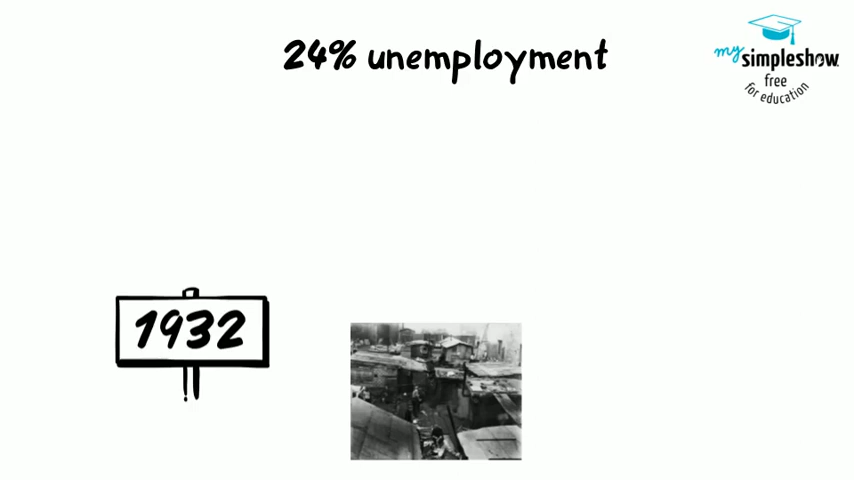 24% unemployment
my
simpleshow
free
for education
1932